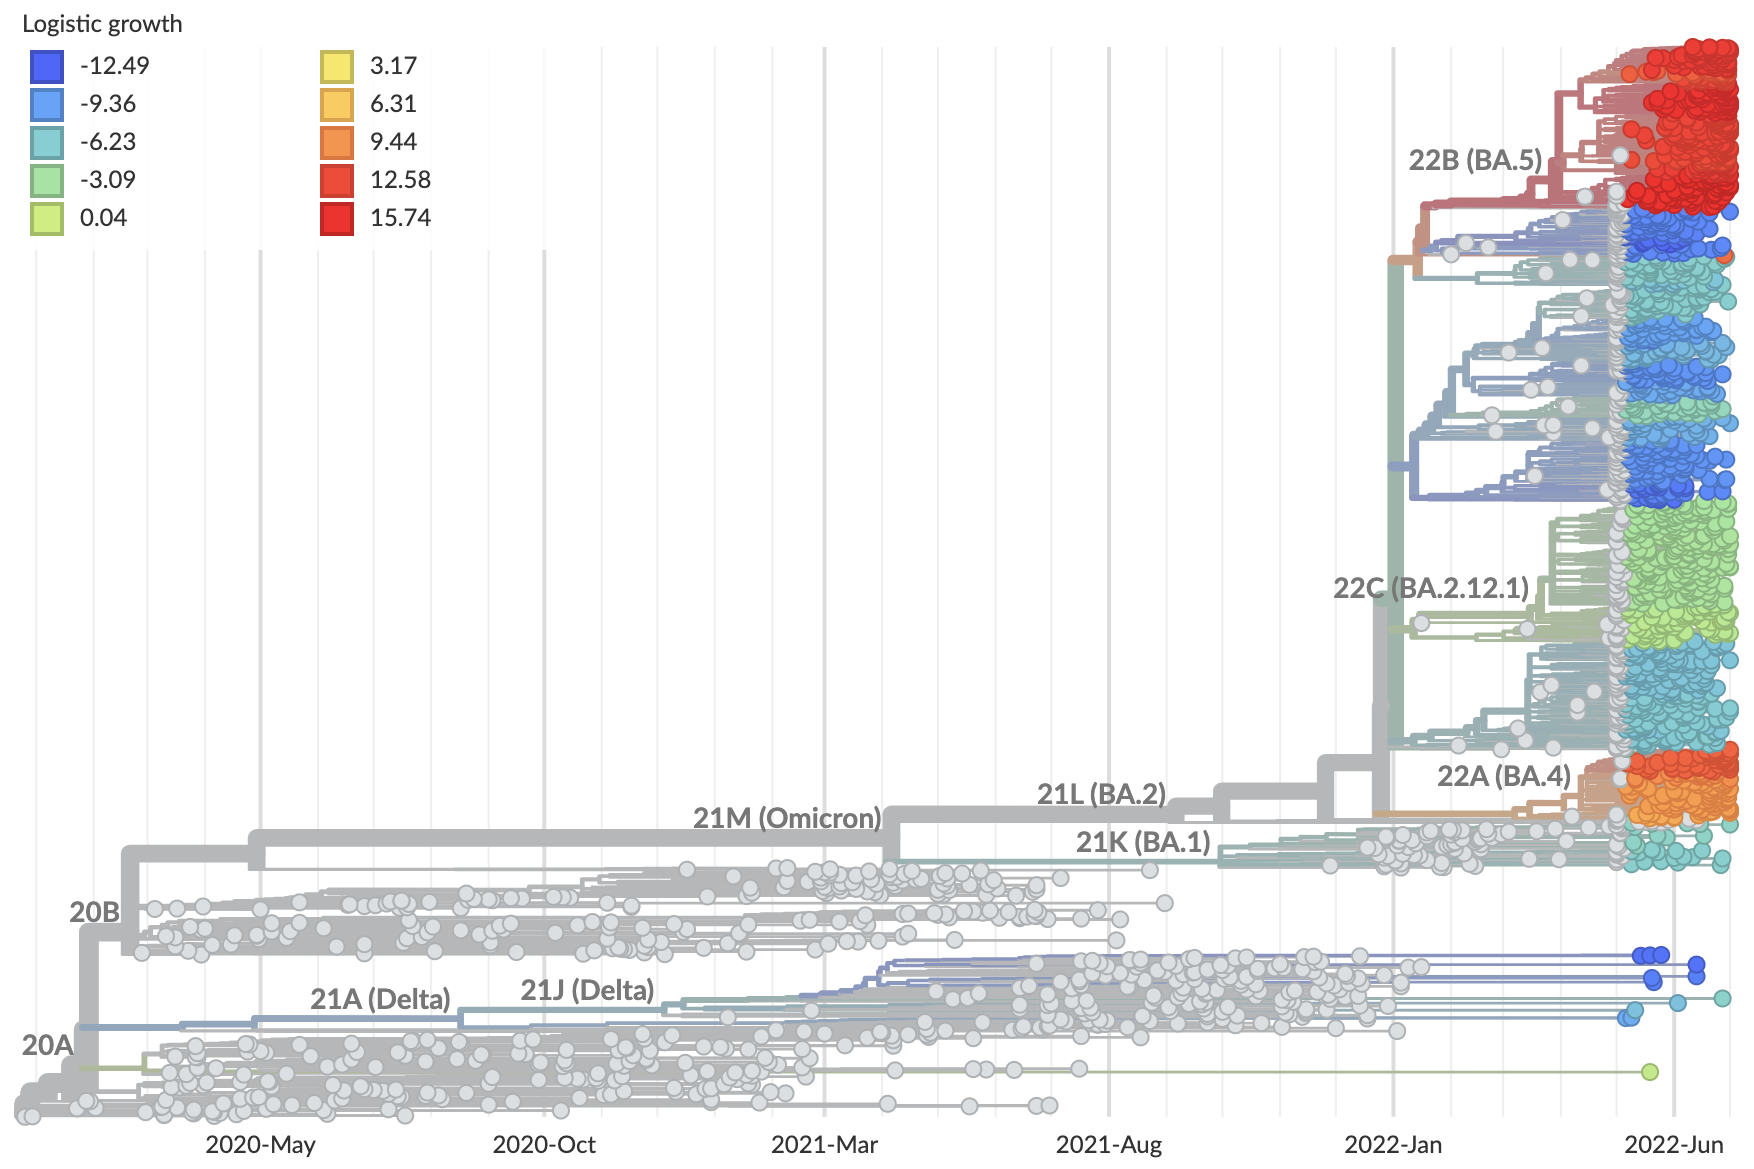 Logistic growth
-12.49
-9.36
-6.23
-3.09
0.04
3.17
6.31
9.44
12.58
15.74
22B (BA.5)
22C (BA.2.12.1)
22A (BA.4)
21L (BA.2)
21M (Omicron)
21K (BA.1)
20B
21J (Delta)
21A (Delta)
20A
2020-May
2020-Oct
2021-Mar
2021-Aug
2022-Jan
2022-Jun